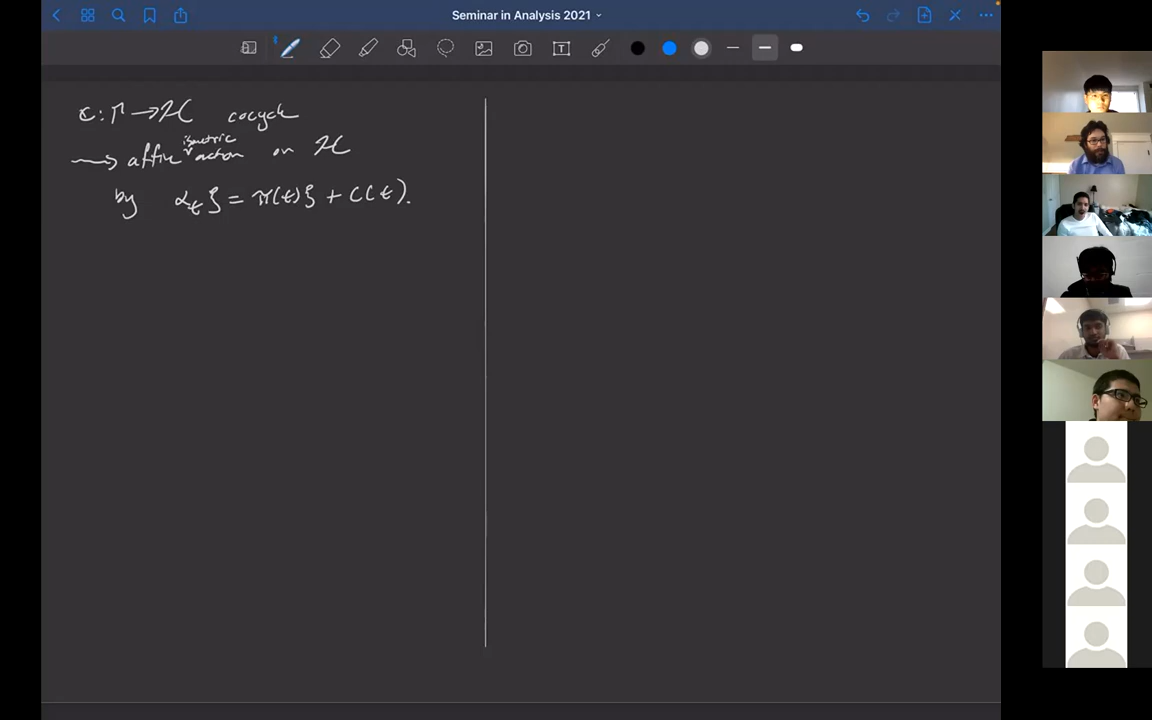 Seminar in Analysis 2021
c: Γ → ℋ cocycle
⇝ affine isometric action on ℋ
by α_t ξ = π(t)ξ + c(t).